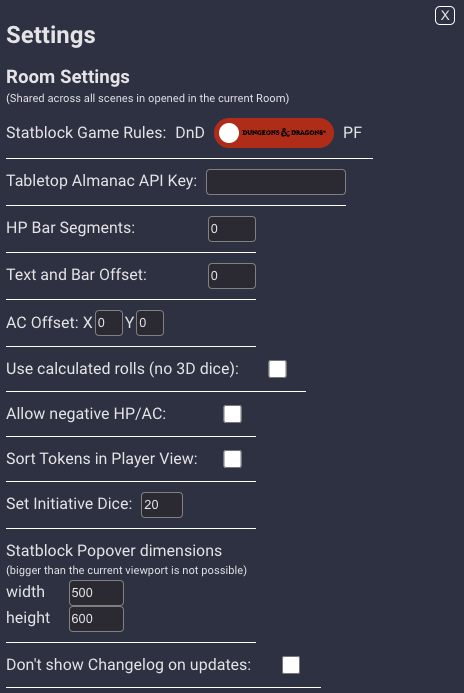 X
Settings
Room Settings
(Shared across all scenes in opened in the current Room)
Statblock Game Rules: DnD DUNGEONS & DRAGONS PF
Tabletop Almanac API Key:
HP Bar Segments: 0
Text and Bar Offset: 0
AC Offset: X 0 Y 0
Use calculated rolls (no 3D dice):
Allow negative HP/AC:
Sort Tokens in Player View:
Set Initiative Dice: 20
Statblock Popover dimensions
(bigger than the current viewport is not possible)
width 500
height 600
Don't show Changelog on updates: